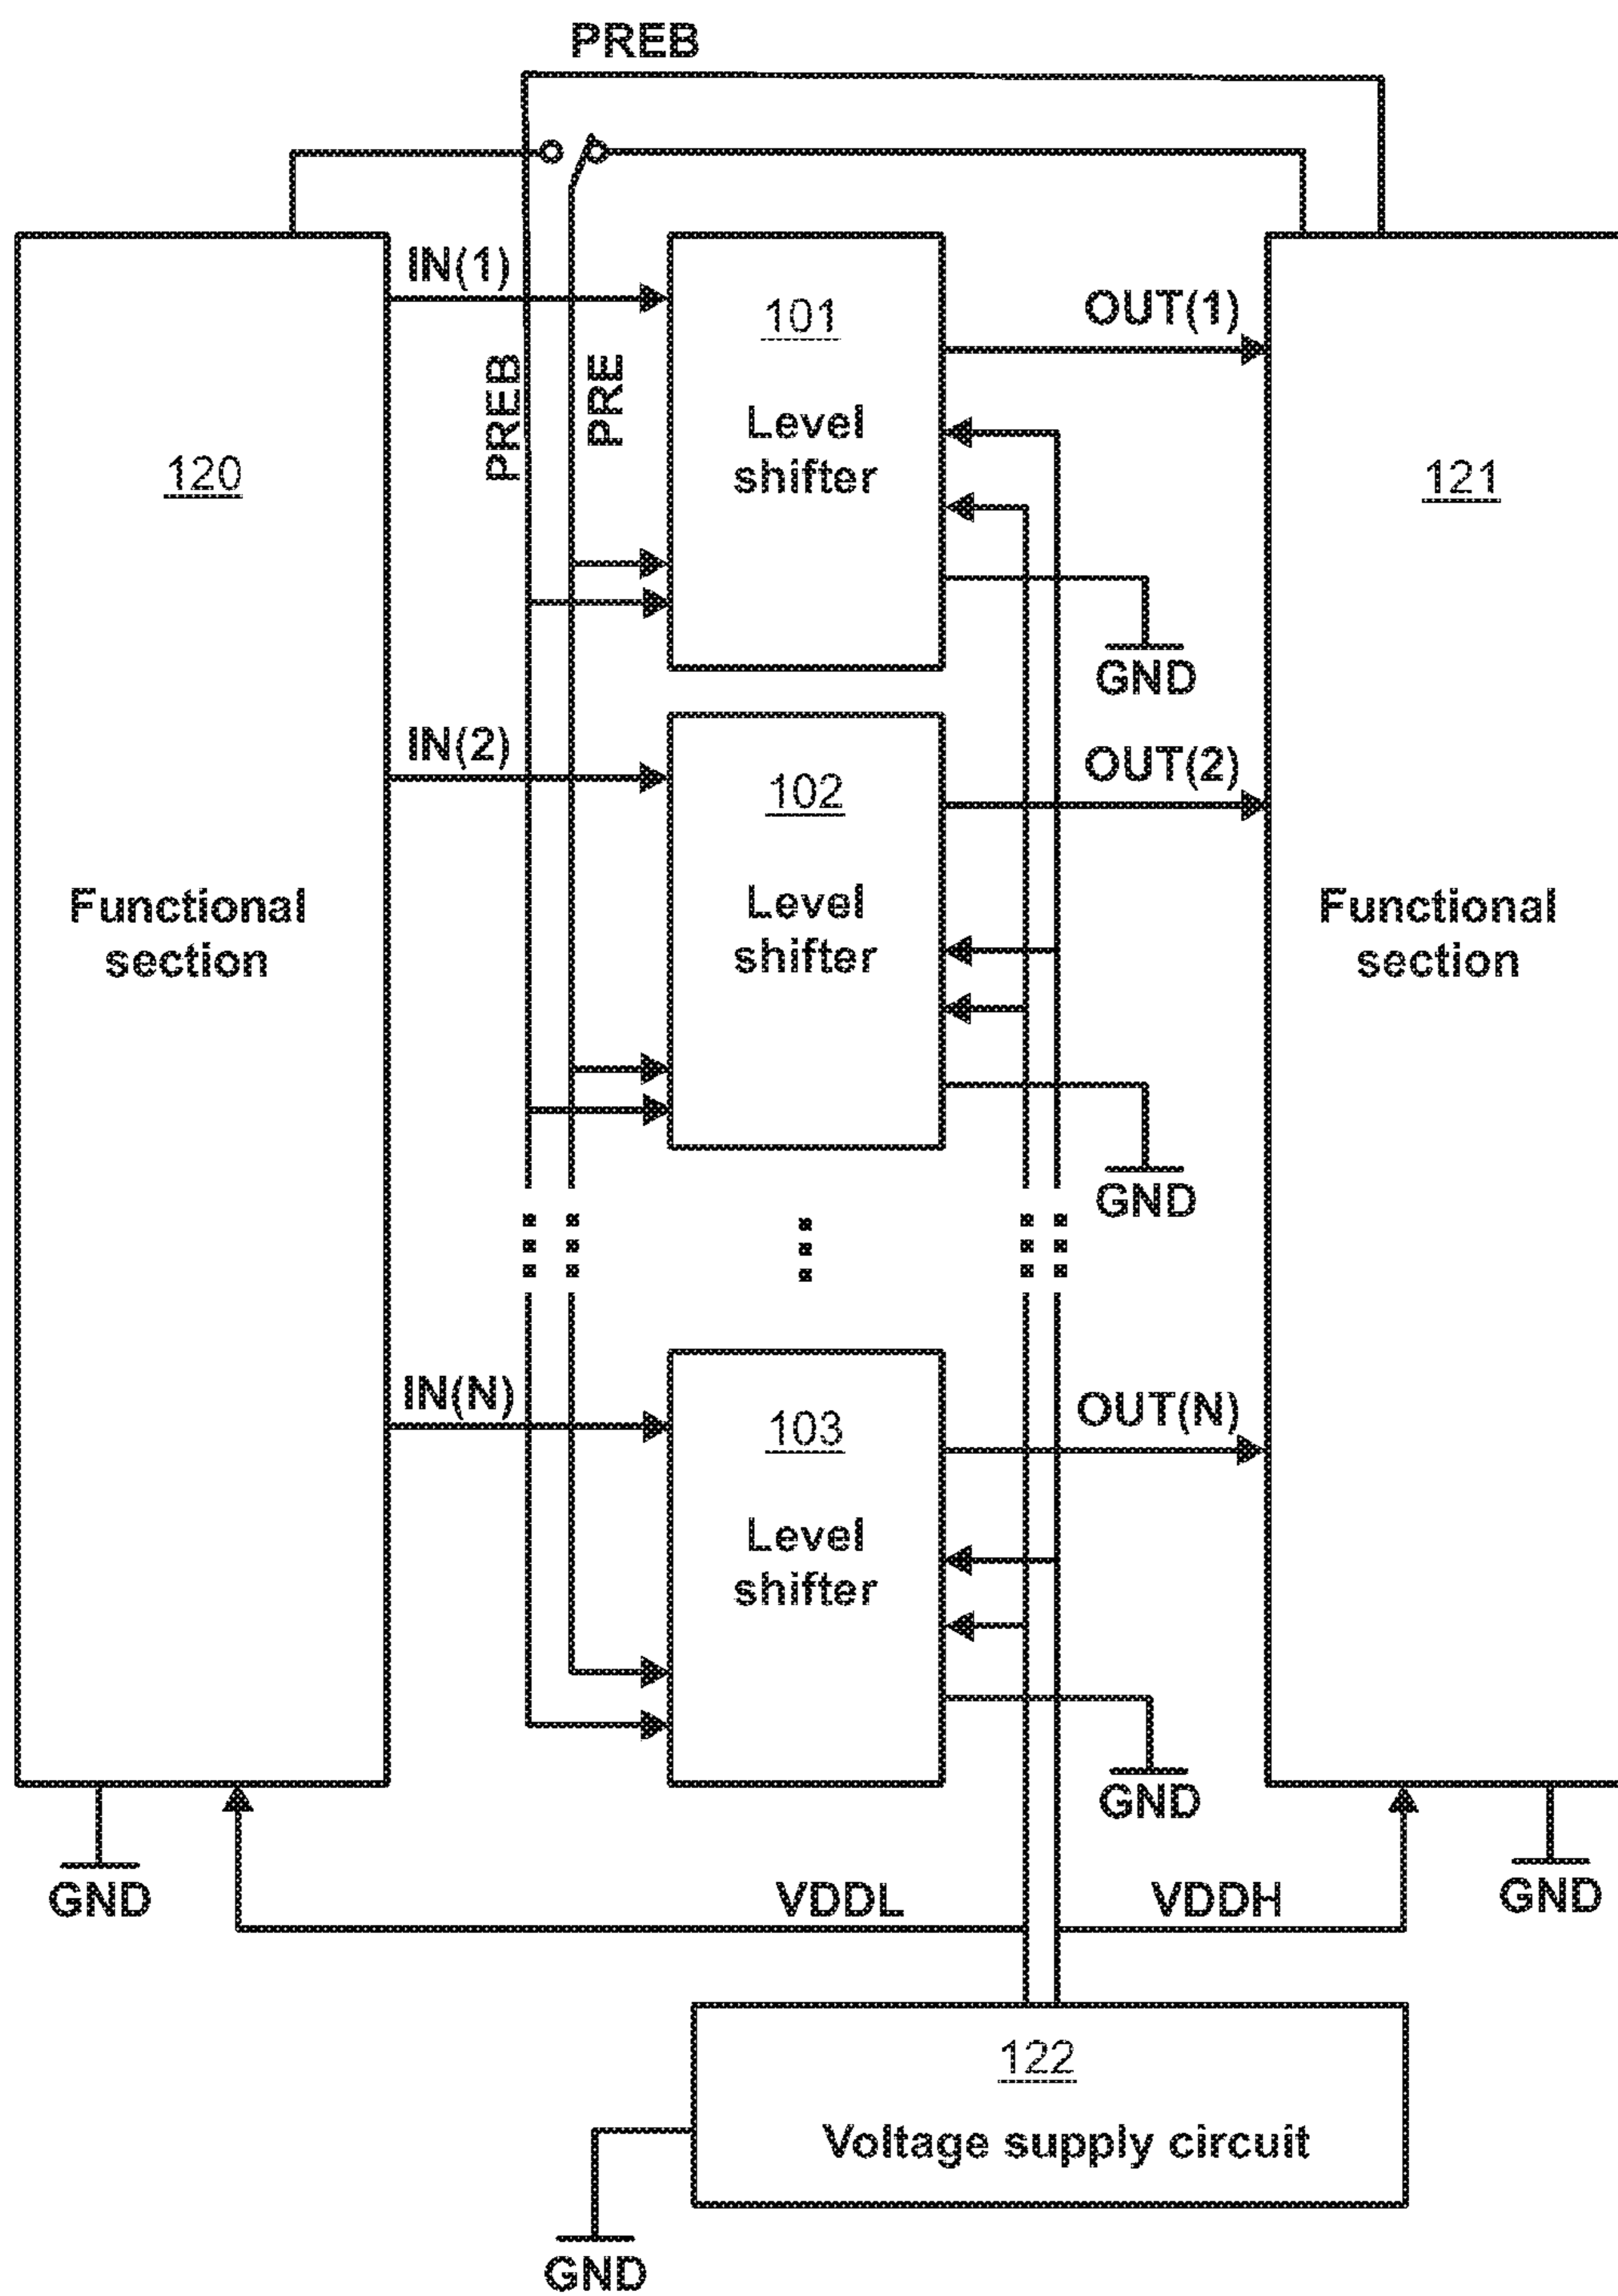 PREB
IN(1)
101
OUT(1)
PREB
PRE
Level
shifter
120
121
GND
IN(2)
102
OUT(2)
Level
shifter
Functional
section
Functional
section
GND
IN(N)
103
OUT(N)
Level
shifter
GND
GND
VDDL
VDDH
GND
122
Voltage supply circuit
GND